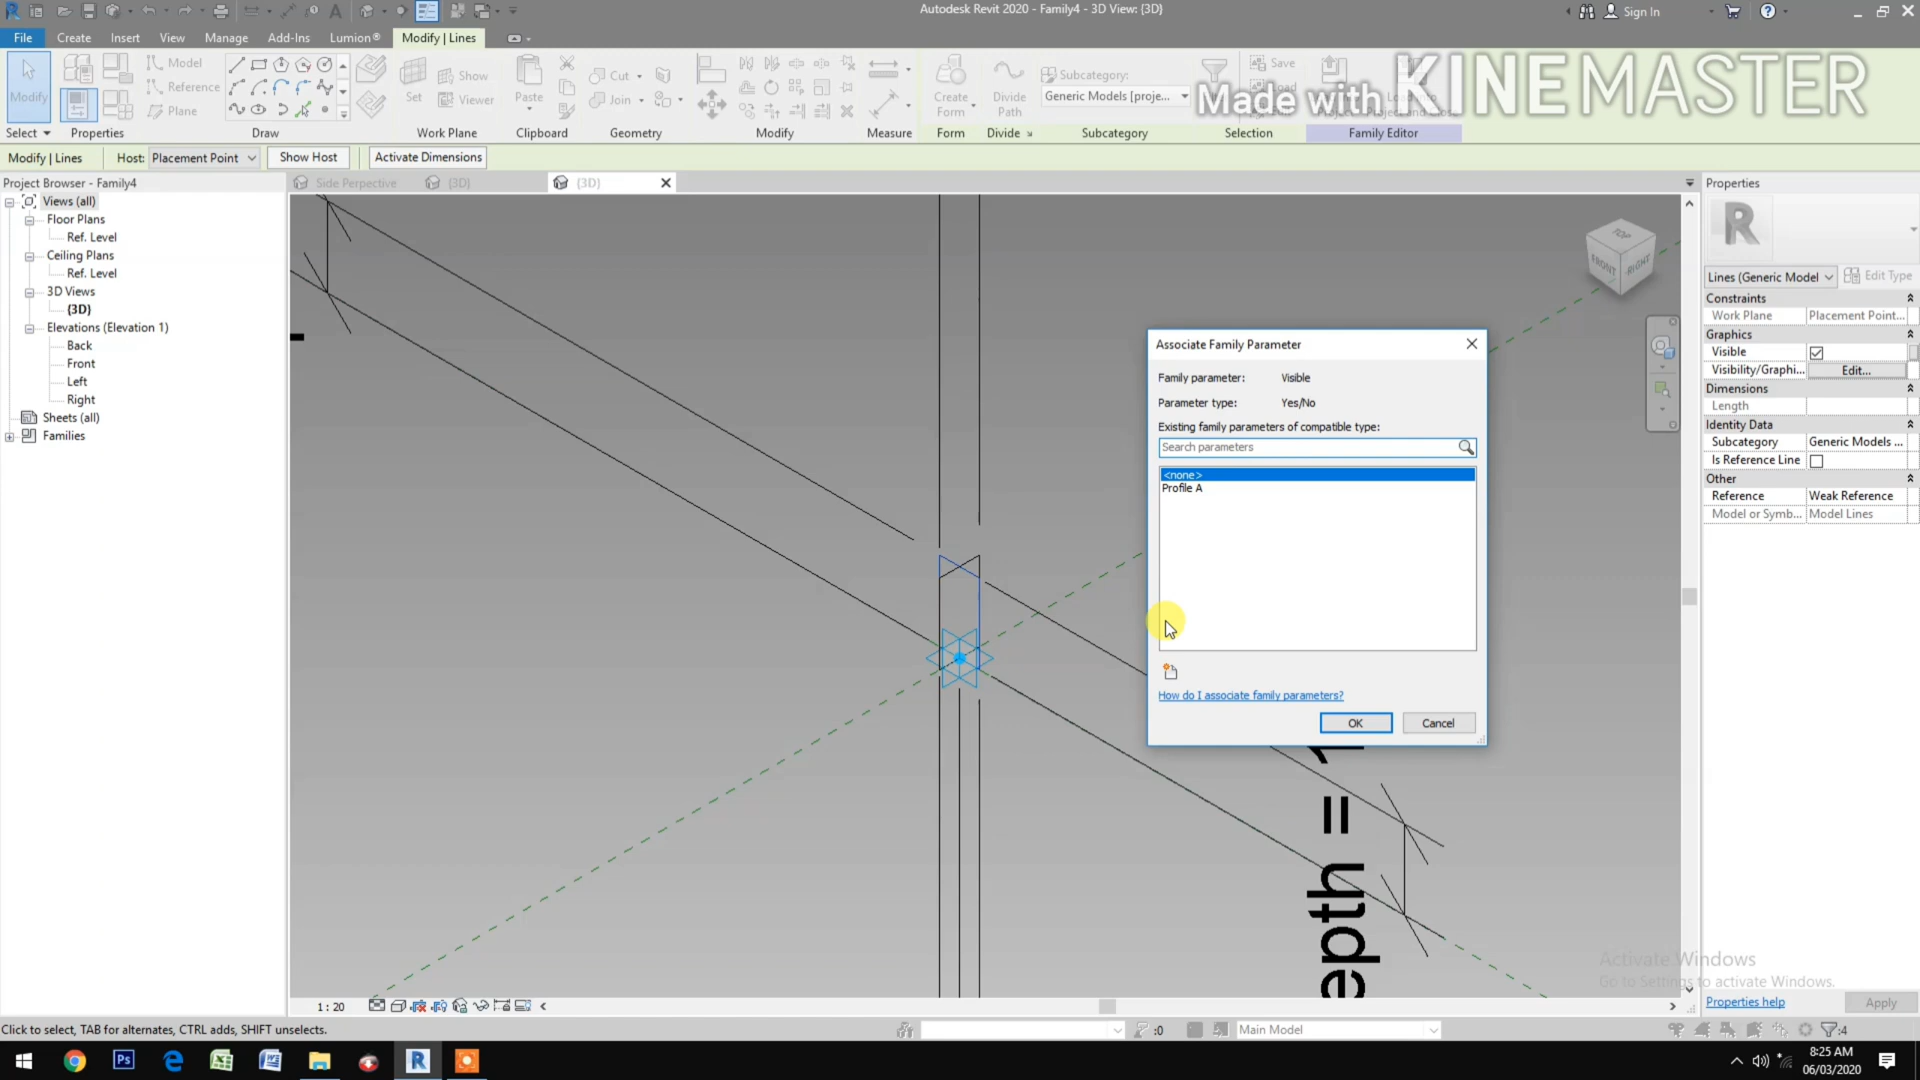 Autodesk Revit 2020 - Family4 - 3D View: {3D}
Sign In
File Create Insert View Manage Add-Ins Lumion® Modify | Lines
Modify
Model
Reference
Plane
Set
Show
Viewer
Paste
Cut
Join
Create
Form
Divide
Path
Subcategory:
Generic Models [proje...
Save
Load
Made with KINEMASTER
Select Properties Draw Work Plane Clipboard Geometry Modify Measure Form Divide Subcategory Selection Family Editor
Modify | Lines Host: Placement Point Show Host Activate Dimensions
Project Browser - Family4
Side Perpective
{3D}
{3D}
Properties
Views (all)
Floor Plans
Ref. Level
Ceiling Plans
Ref. Level
3D Views
{3D}
Elevations (Elevation 1)
Back
Front
Left
Right
Sheets (all)
Families
TOP
FRONT
RIGHT
Associate Family Parameter
Family parameter: Visible
Parameter type: Yes/No
Existing family parameters of compatible type:
Search parameters
<none>
Profile A
How do I associate family parameters?
OK Cancel
epth = 1
R
Lines (Generic Model Edit Type
Constraints
Work Plane Placement Point...
Graphics
Visible
Visibility/Graphi... Edit...
Dimensions
Length
Identity Data
Subcategory Generic Models ...
Is Reference Line
Other
Reference Weak Reference
Model or Symb... Model Lines
Activate Windows
Go to Settings to activate Windows.
Properties help Apply
1 : 20
Click to select, TAB for alternates, CTRL adds, SHIFT unselects.
:0
Main Model
:4
8:25 AM
06/03/2020